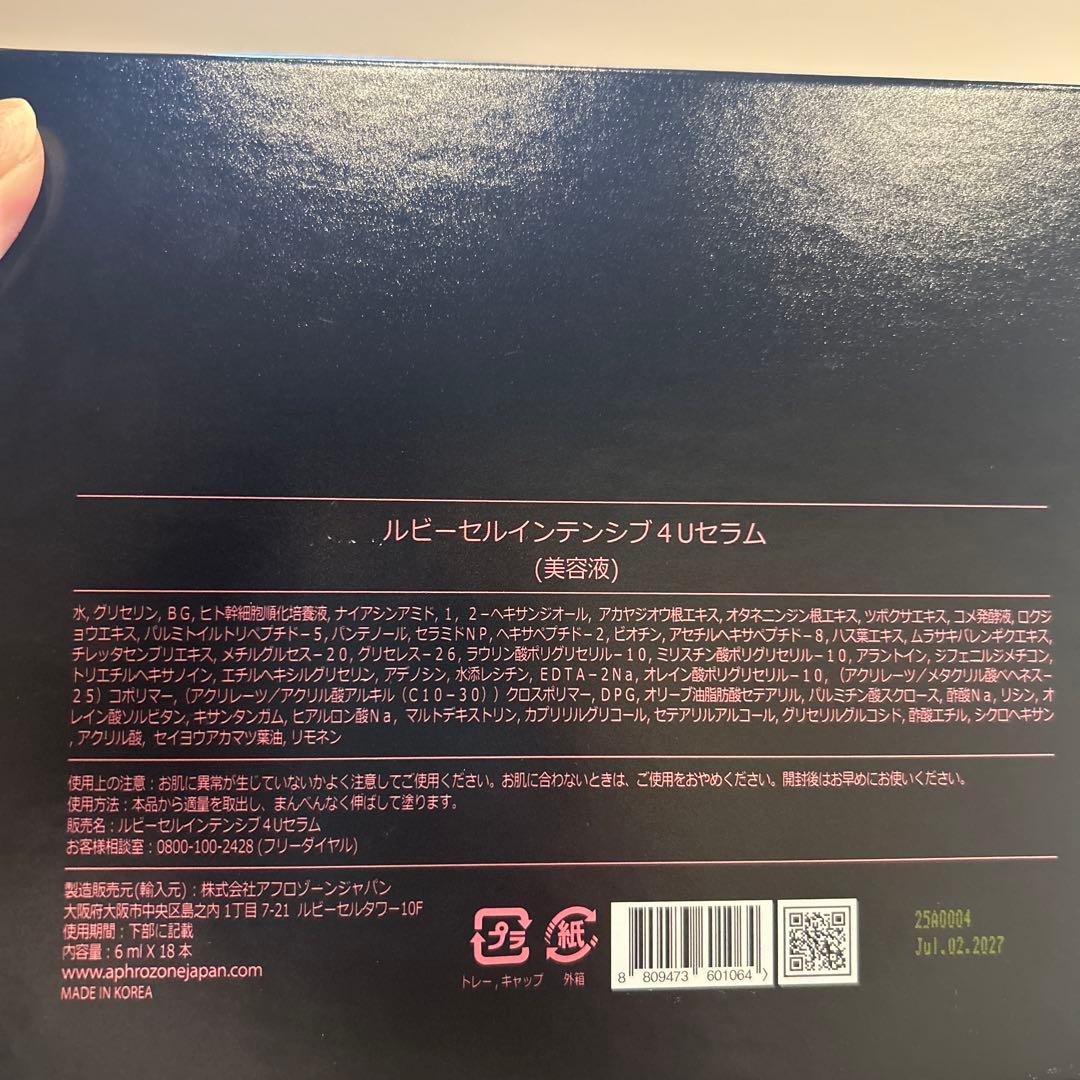 ルビーセルインテンシブ4Uセラム
(美容液)
水, グリセリン, BG, ヒト幹細胞順化培養液, ナイアシンアミド, 1, 2-ヘキサンジオール, アカヤジオウ根エキス, オタネニンジン根エキス, ツボクサエキス, コメ発酵液, ロクジ
ョウエキス, パルミトイルトリペプチド-5, パンテノール, セラミドNP, ヘキサペプチド-2, ビオチン, アセチルヘキサペプチド-8, ハス葉エキス, ムラサキバレンギクエキス,
チレッタセンブリエキス, メチルグルセス-20, グリセレス-26, ラウリン酸ポリグリセリル-10, ミリスチン酸ポリグリセリル-10, アラントイン, ジフェニルジメチコン,
トリエチルヘキサノイン, エチルヘキシルグリセリン, アデノシン, 水添レシチン, EDTA-2Na, オレイン酸ポリグリセリル-10, (アクリレーツ/メタクリル酸ベヘネス-
25) コポリマー, (アクリレーツ/アクリル酸アルキル (C10-30)) クロスポリマー, DPG, オリーブ油脂肪酸セテアリル, パルミチン酸スクロース, 酢酸Na, リシン, オ
レイン酸ソルビタン, キサンタンガム, ヒアルロン酸Na, マルトデキストリン, カプリリルグリコール, セテアリルアルコール, グリセリルグルコシド, 酢酸エチル, シクロヘキサン
, アクリル酸, セイヨウアカマツ葉油, リモネン
使用上の注意：お肌に異常が生じていないかよく注意してご使用ください。お肌に合わないときは、ご使用をおやめください。開封後はお早めにお使いください。
使用方法：本品から適量を取出し、まんべんなく伸ばして塗ります。
販売名：ルビーセルインテンシブ4Uセラム
お客様相談室：0800-100-2428 (フリーダイヤル)
製造販売元(輸入元)：株式会社アフロゾーンジャパン
大阪府大阪市中央区島之内1丁目7-21 ルビーセルタワー10F
使用期間：下部に記載
内容量：6 ml X 18 本
www.aphrozonejapan.com
MADE IN KOREA
プラ
トレー, キャップ
紙
外箱
8 809473 601064
25A0004
Jul.02.2027